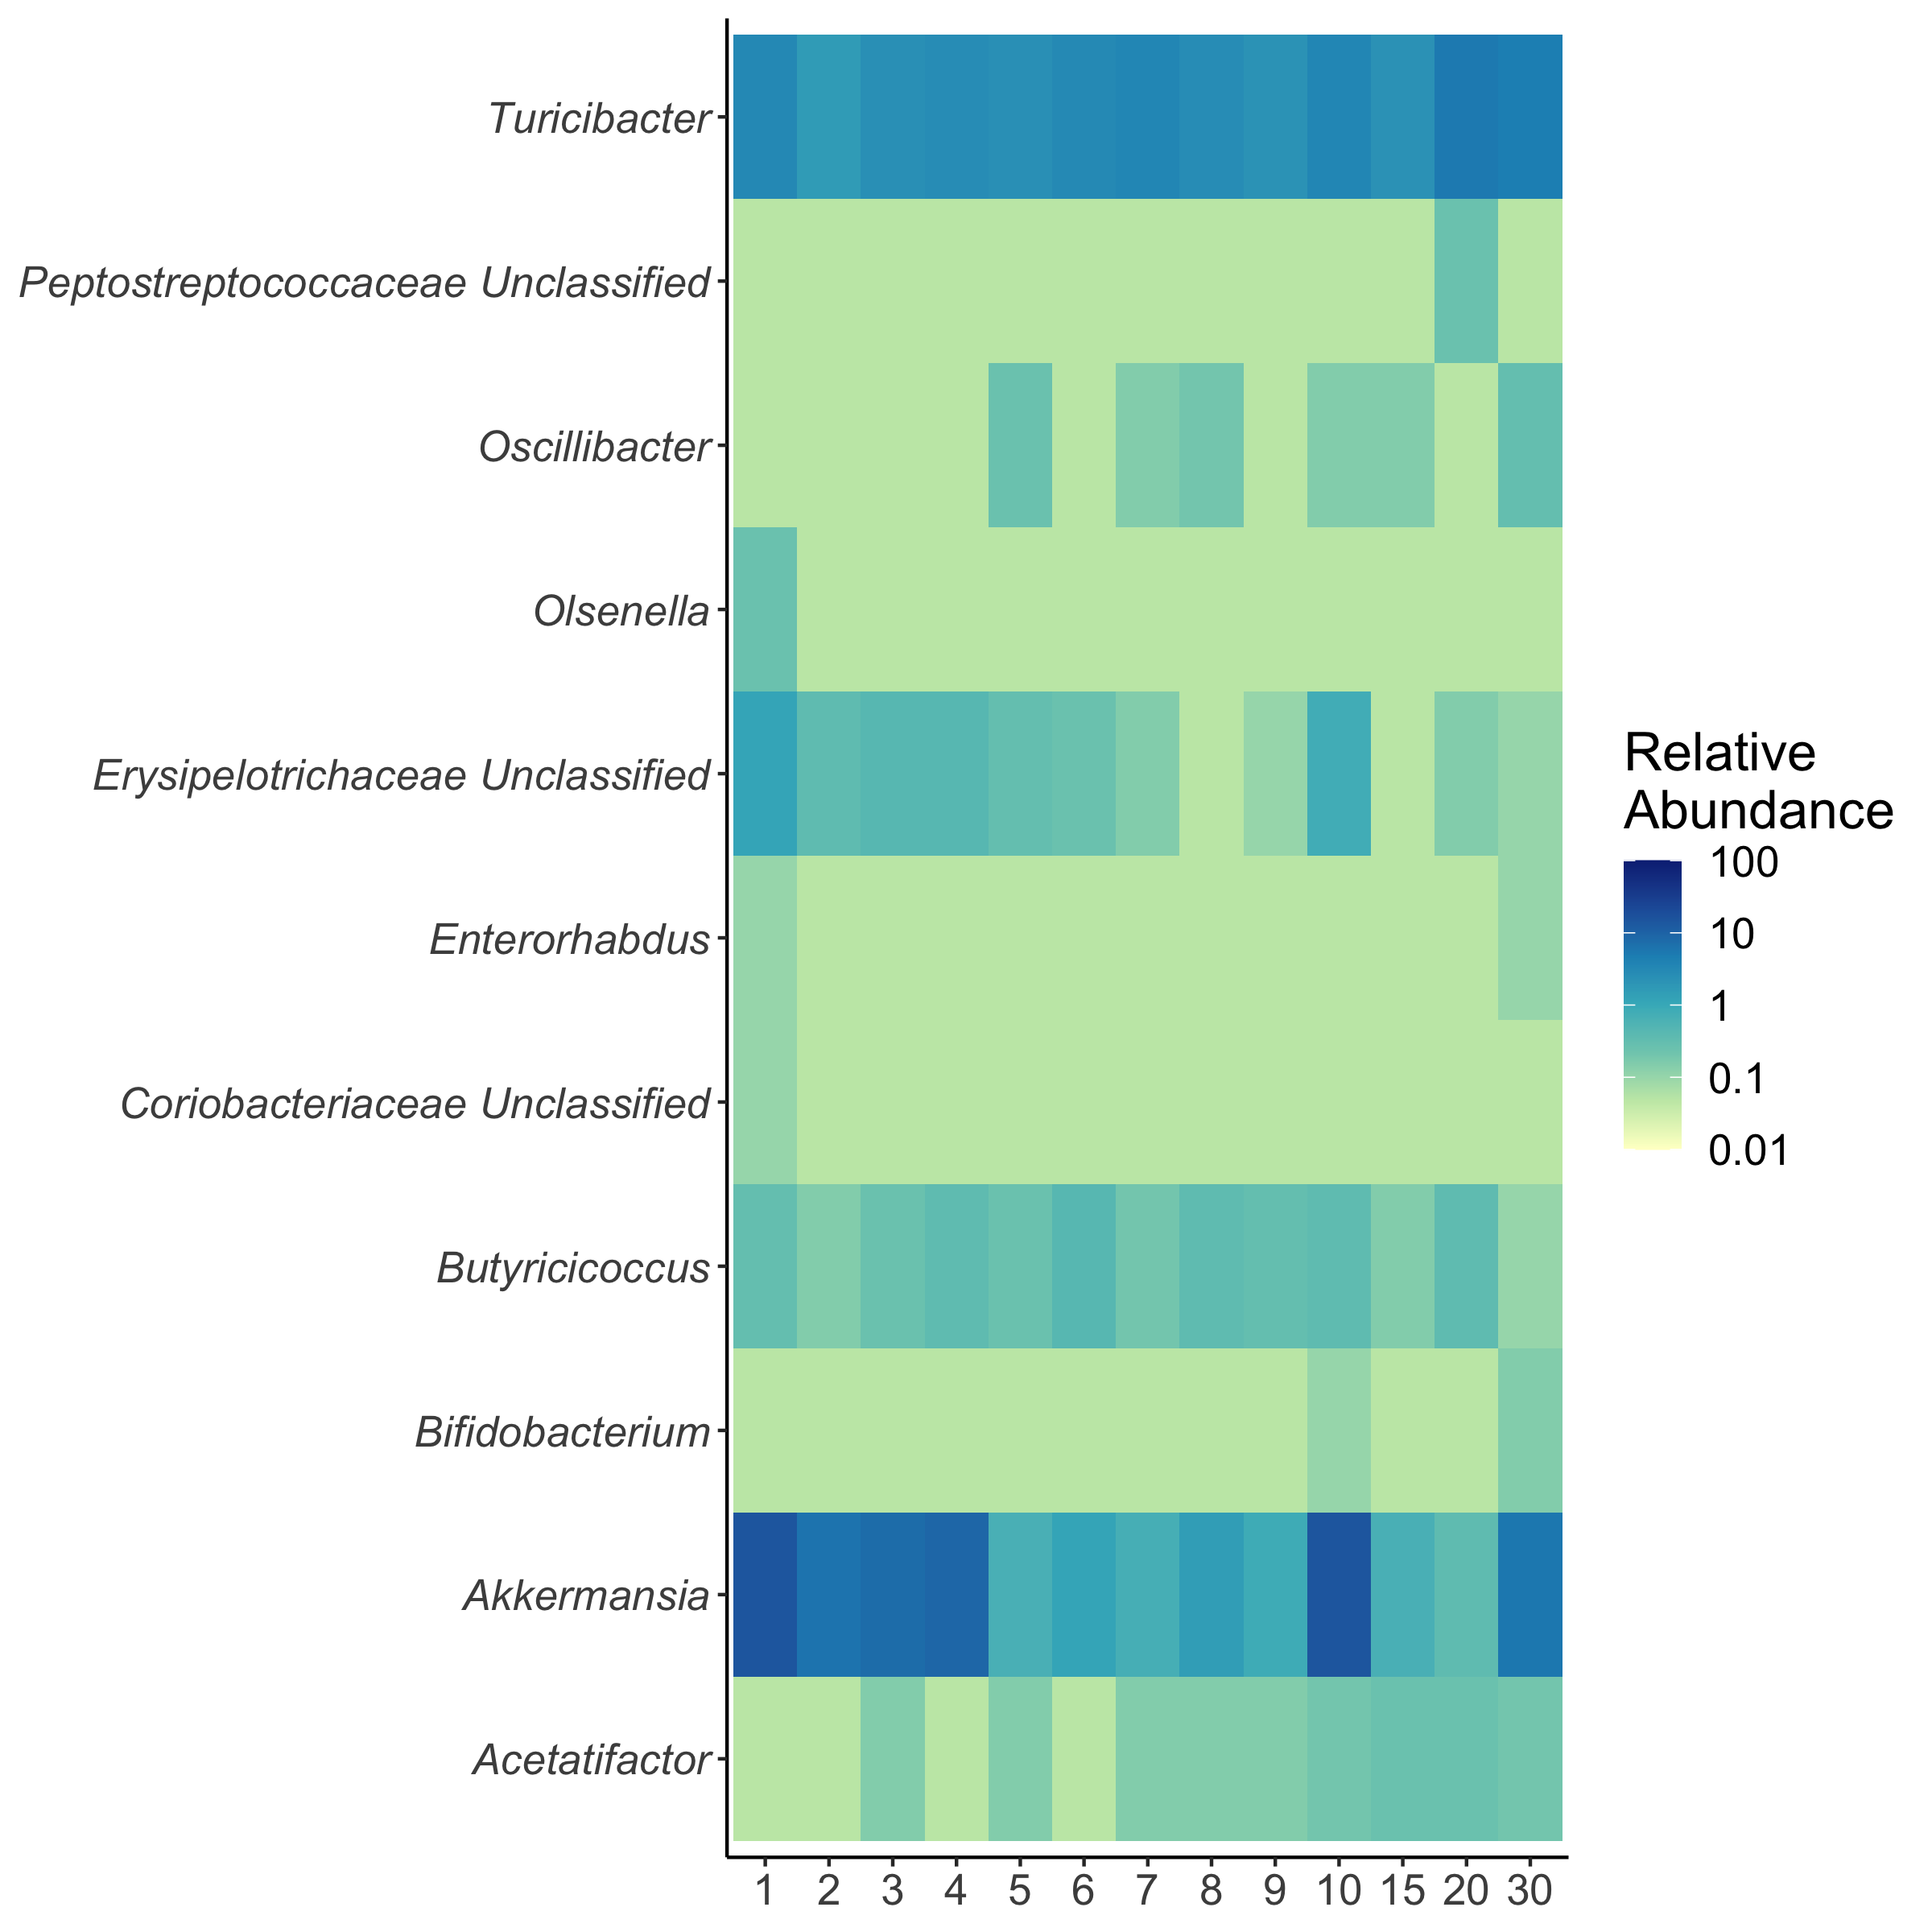 Turicibacter
Peptostreptococcaceae Unclassified
Oscillibacter
Olsenella
Erysipelotrichaceae Unclassified
Enterorhabdus
Coriobacteriaceae Unclassified
Butyricicoccus
Bifidobacterium
Akkermansia
Acetatifactor
1 2 3 4 5 6 7 8 9 10 15 20 30
Relative
Abundance
100
10
1
0.1
0.01